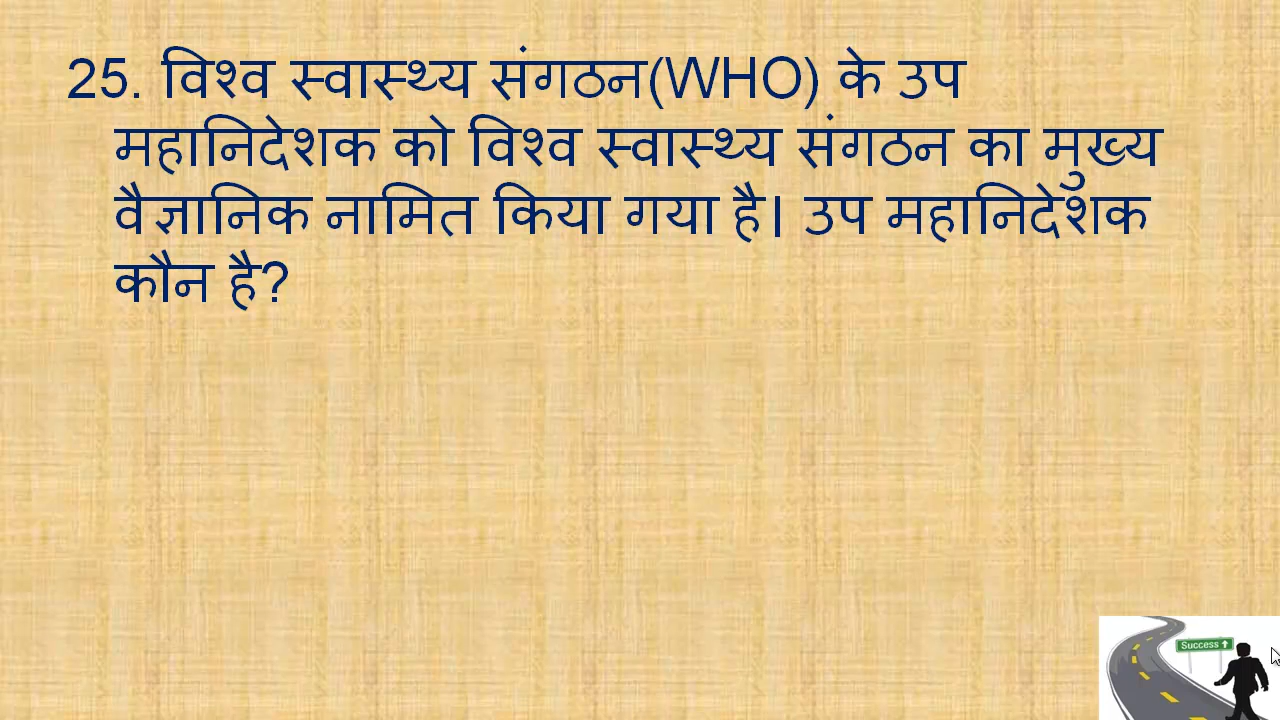 25. विश्व स्वास्थ्य संगठन(WHO) के उप
महानिदेशक को विश्व स्वास्थ्य संगठन का मुख्य
वैज्ञानिक नामित किया गया है। उप महानिदेशक
कौन है?
Success ↑